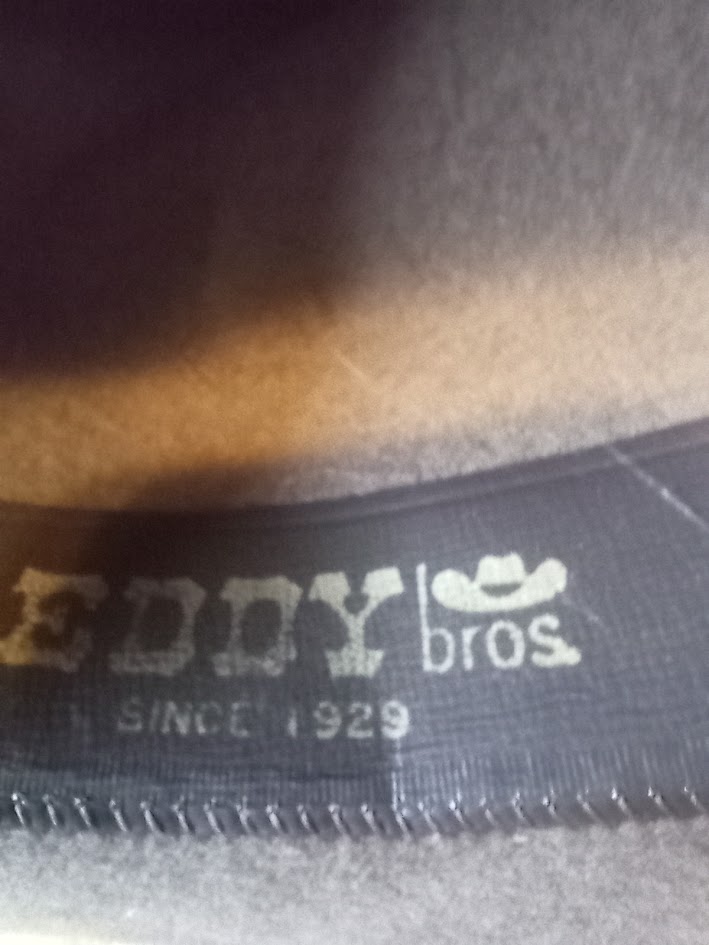 EDDY bros.
SINCE 1929